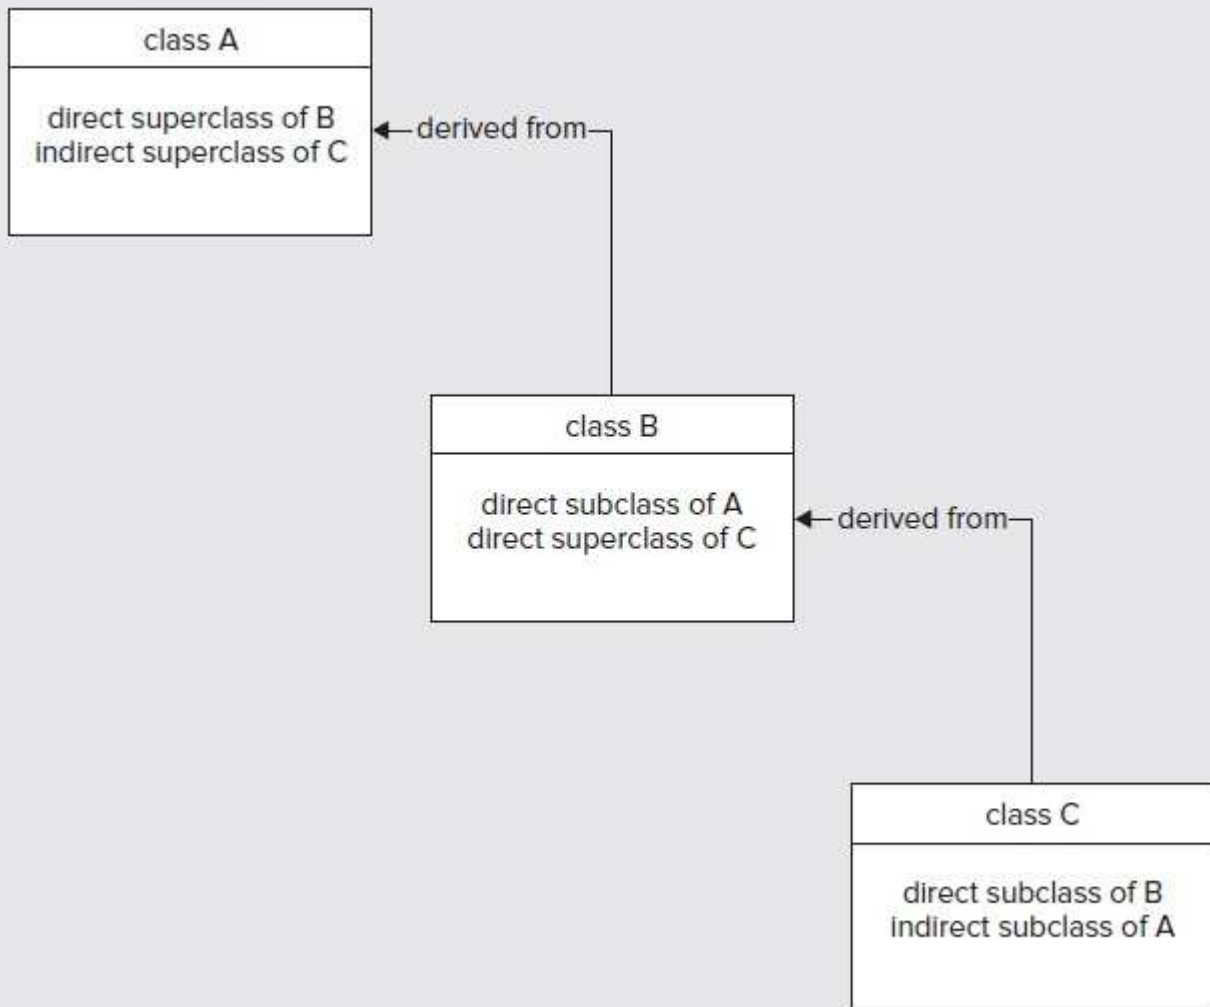 class A
direct superclass of B
indirect superclass of C
derived from
class B
direct subclass of A
direct superclass of C
derived from
class C
direct subclass of B
indirect subclass of A